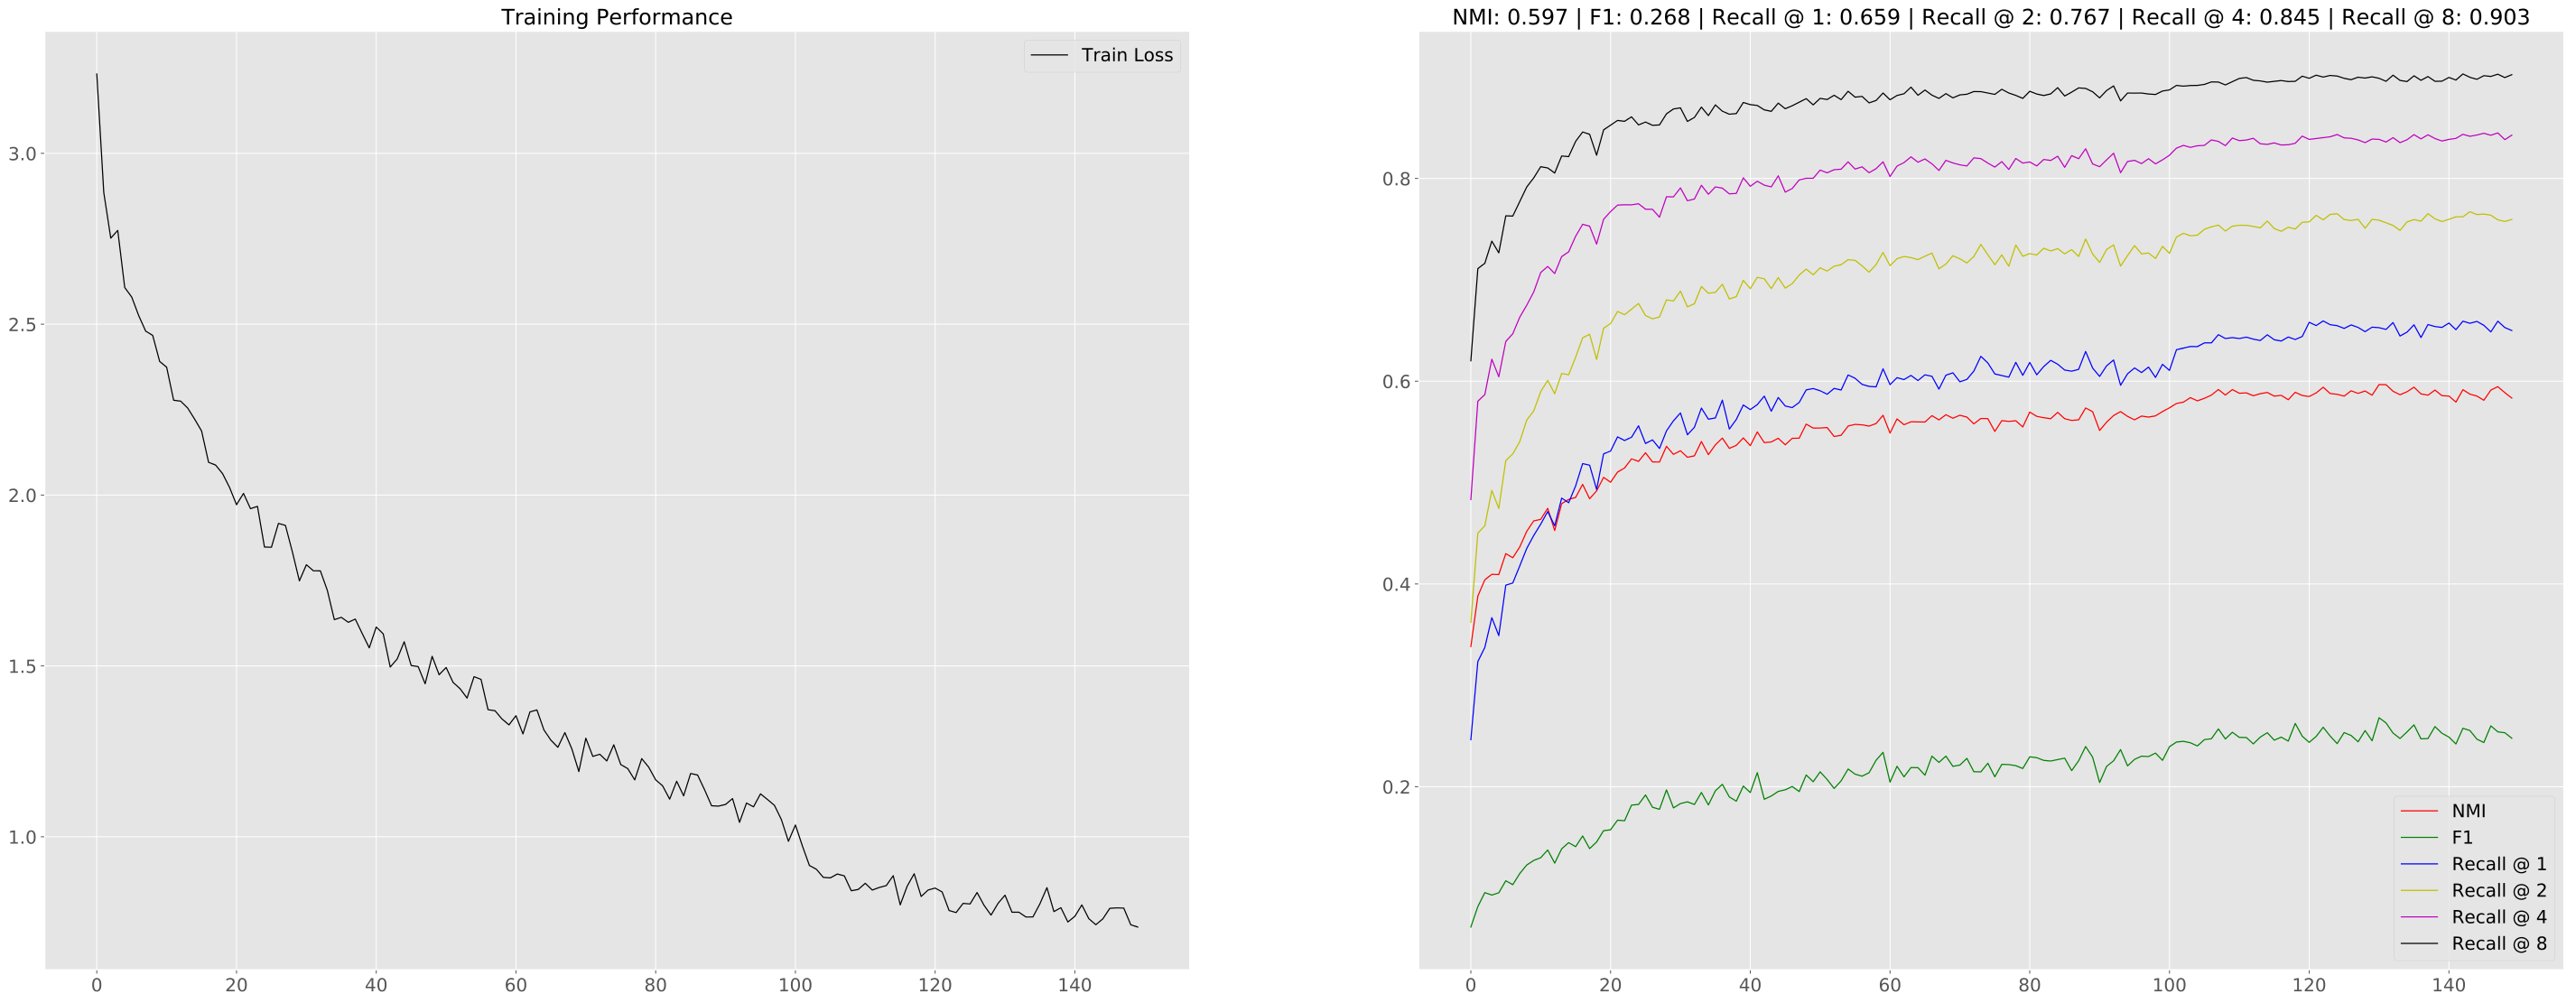 Training Performance
Train Loss
3.0
2.5
2.0
1.5
1.0
0 20 40 60 80 100 120 140
NMI: 0.597 | F1: 0.268 | Recall @ 1: 0.659 | Recall @ 2: 0.767 | Recall @ 4: 0.845 | Recall @ 8: 0.903
0.8
0.6
0.4
0.2
NMI
F1
Recall @ 1
Recall @ 2
Recall @ 4
Recall @ 8
0 20 40 60 80 100 120 140